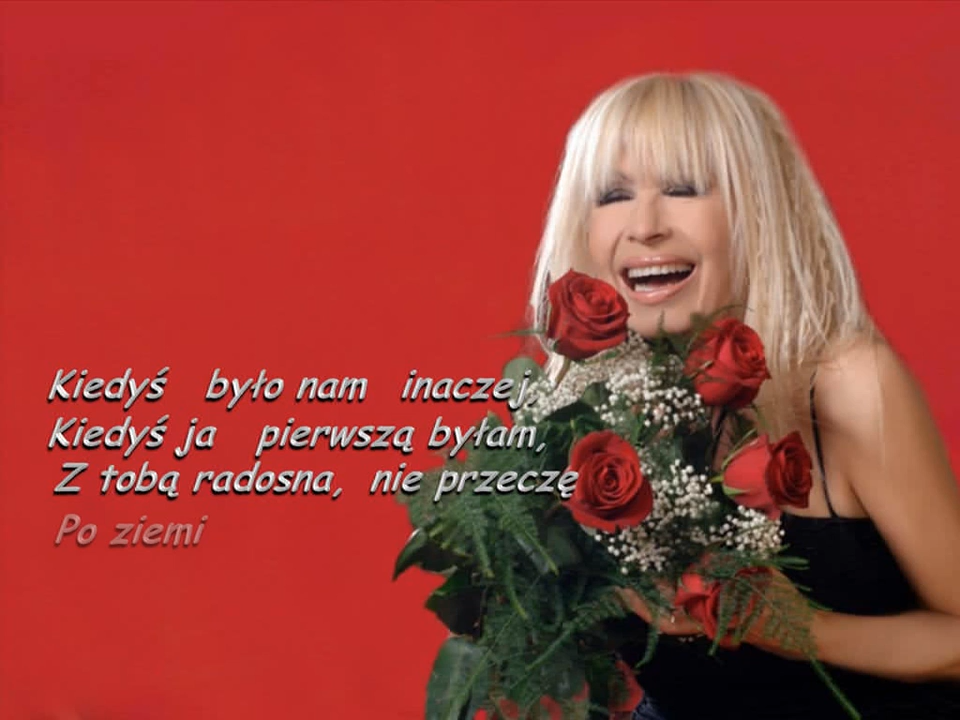 Kiedyś było nam inaczej,
Kiedyś ja pierwszą byłam,
Z tobą radosna, nie przeczę
Po ziemi